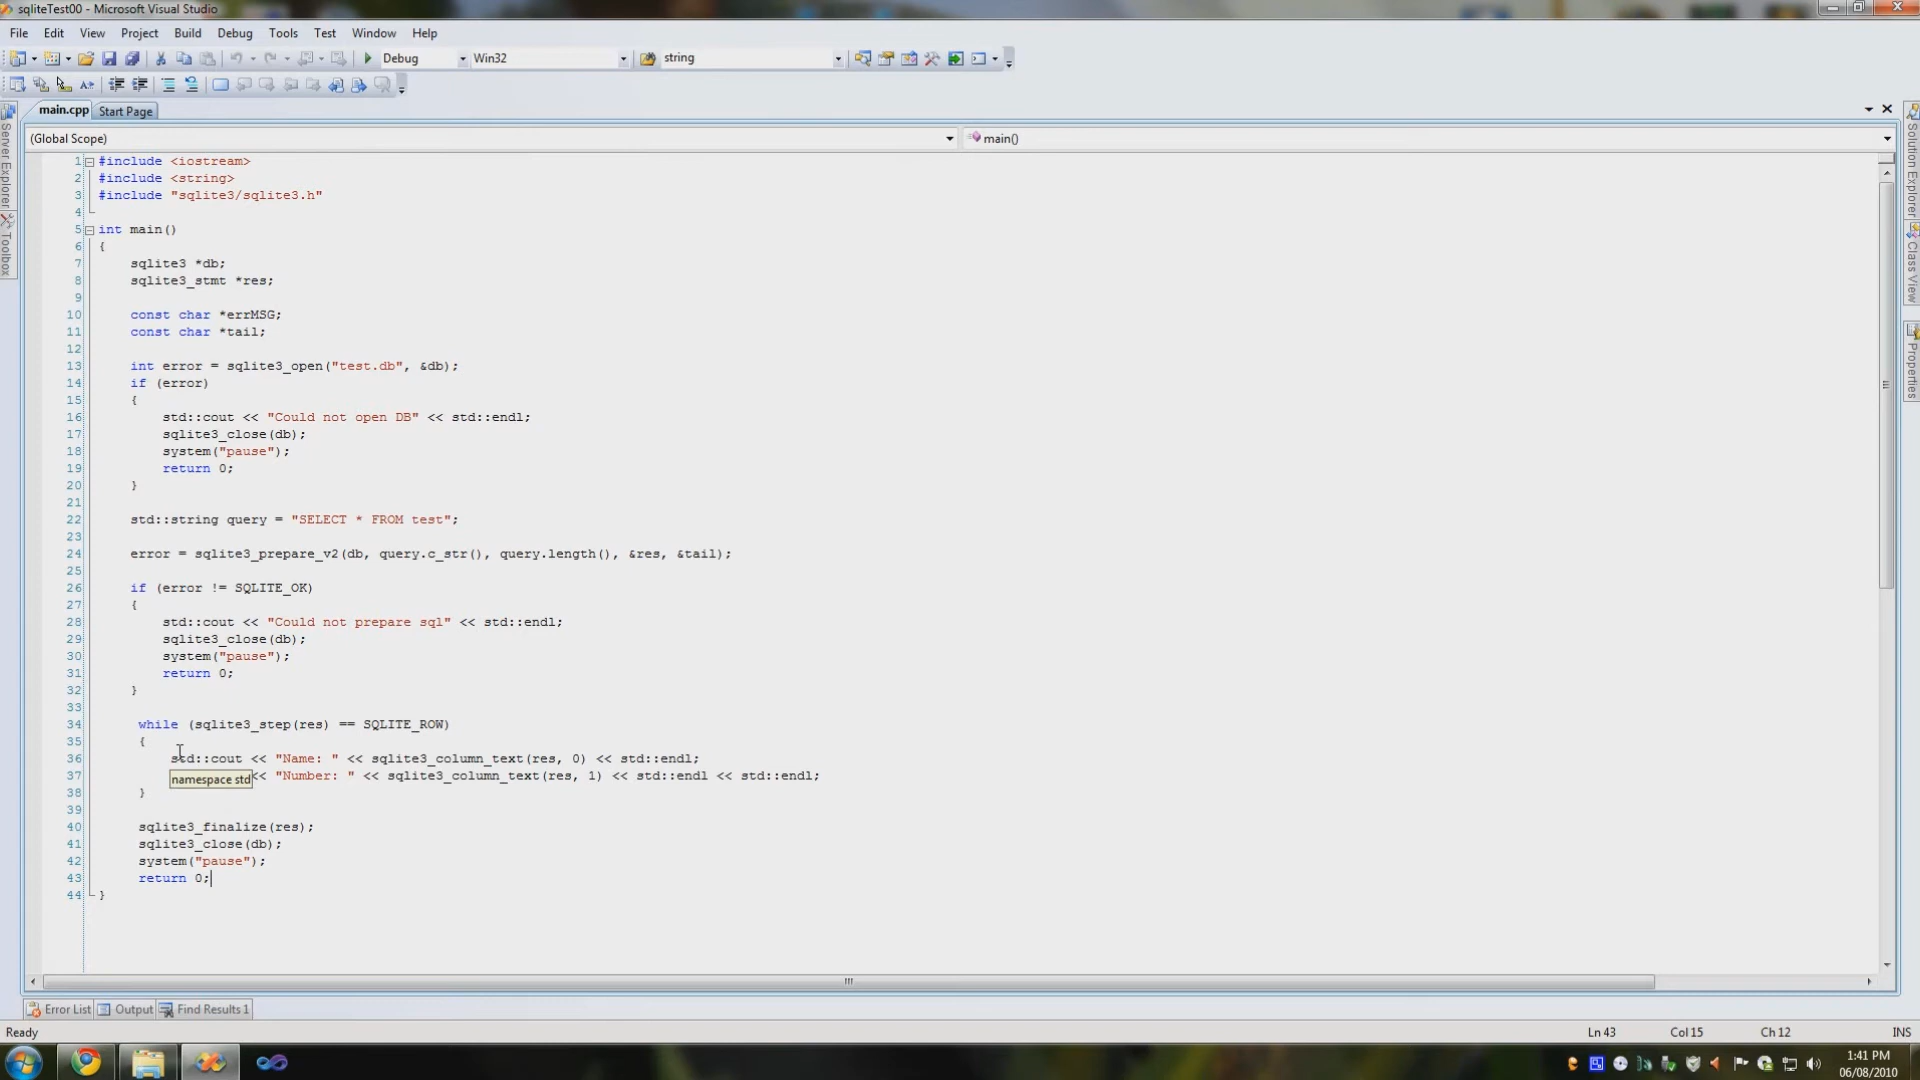 sqliteTest00 - Microsoft Visual Studio
File Edit View Project Build Debug Tools Test Window Help
Debug Win32 string
main.cpp Start Page
(Global Scope) main()
Server Explorer
Toolbox
Solution Explorer
Class View
Properties
1 #include <iostream>
2 #include <string>
3 #include "sqlite3/sqlite3.h"
4
5 int main()
6 {
7 sqlite3 *db;
8 sqlite3_stmt *res;
9
10 const char *errMSG;
11 const char *tail;
12
13 int error = sqlite3_open("test.db", &db);
14 if (error)
15 {
16 std::cout << "Could not open DB" << std::endl;
17 sqlite3_close(db);
18 system("pause");
19 return 0;
20 }
21
22 std::string query = "SELECT * FROM test";
23
24 error = sqlite3_prepare_v2(db, query.c_str(), query.length(), &res, &tail);
25
26 if (error != SQLITE_OK)
27 {
28 std::cout << "Could not prepare sql" << std::endl;
29 sqlite3_close(db);
30 system("pause");
31 return 0;
32 }
33
34 while (sqlite3_step(res) == SQLITE_ROW)
35 {
36 std::cout << "Name: " << sqlite3_column_text(res, 0) << std::endl;
37 namespace std << "Number: " << sqlite3_column_text(res, 1) << std::endl << std::endl;
38 }
39
40 sqlite3_finalize(res);
41 sqlite3_close(db);
42 system("pause");
43 return 0;
44 }
Error List Output Find Results 1
Ready Ln 43 Col 15 Ch 12 INS
1:41 PM
06/08/2010